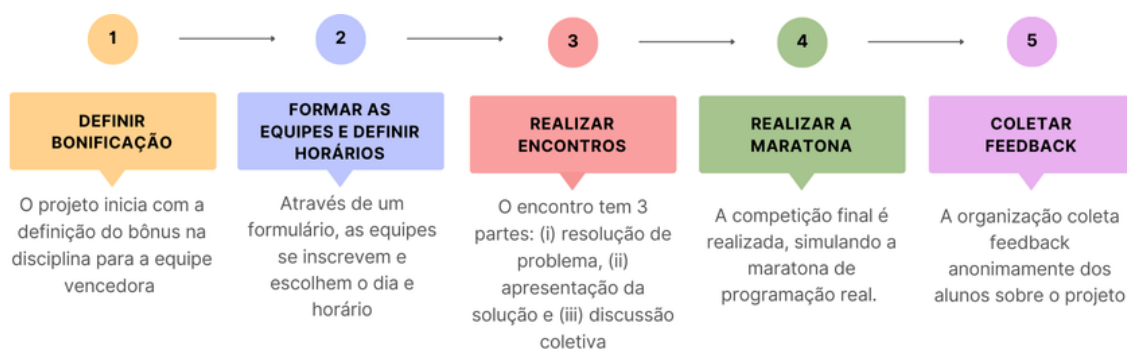 1
2
3
4
5
DEFINIR
BONIFICAÇÃO
O projeto inicia com a
definição do bônus na
disciplina para a equipe
vencedora
FORMAR AS
EQUIPES E DEFINIR
HORÁRIOS
Através de um
formulário, as equipes
se inscrevem e
escolhem o dia e
horário
REALIZAR
ENCONTROS
O encontro tem 3
partes: (i) resolução de
problema, (ii)
apresentação da
solução e (iii) discussão
coletiva
REALIZAR A
MARATONA
A competição final é
realizada, simulando a
maratona de
programação real.
COLETAR
FEEDBACK
A organização coleta
feedback
anonimamente dos
alunos sobre o projeto